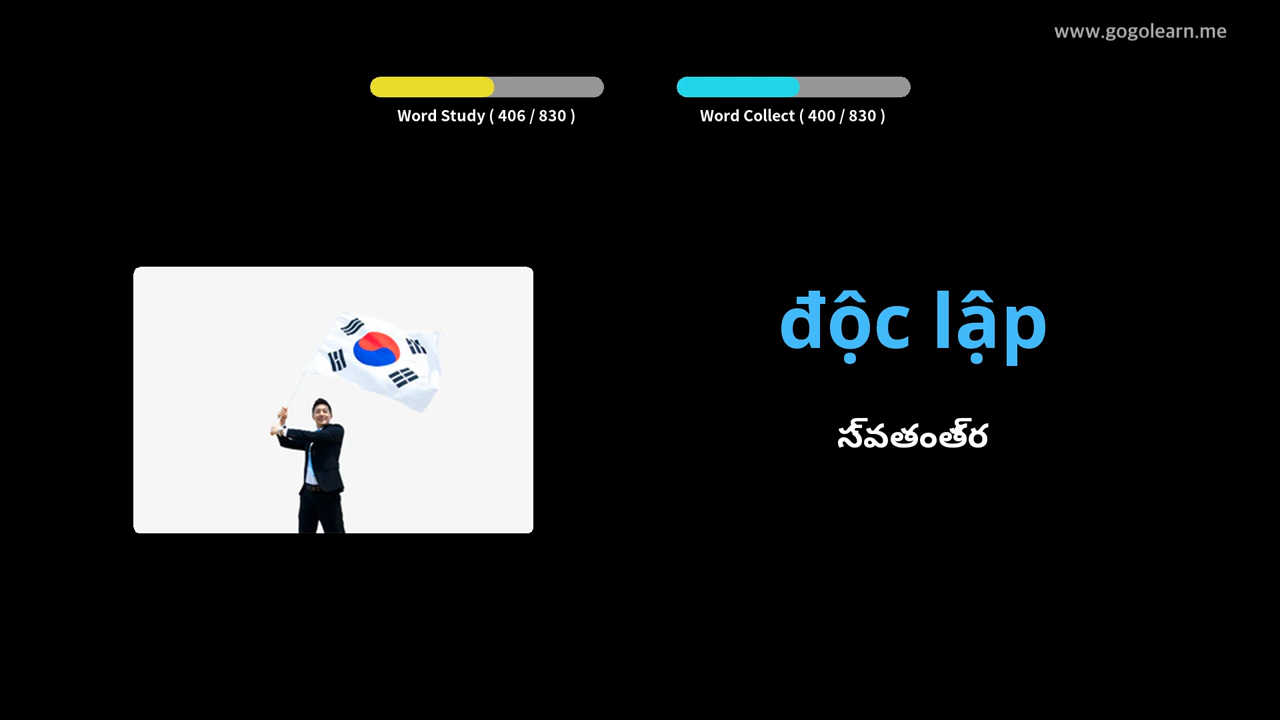 www.gogolearn.me
Word Study ( 406 / 830 )
Word Collect ( 400 / 830 )
độc lập
స్వతంత్ర